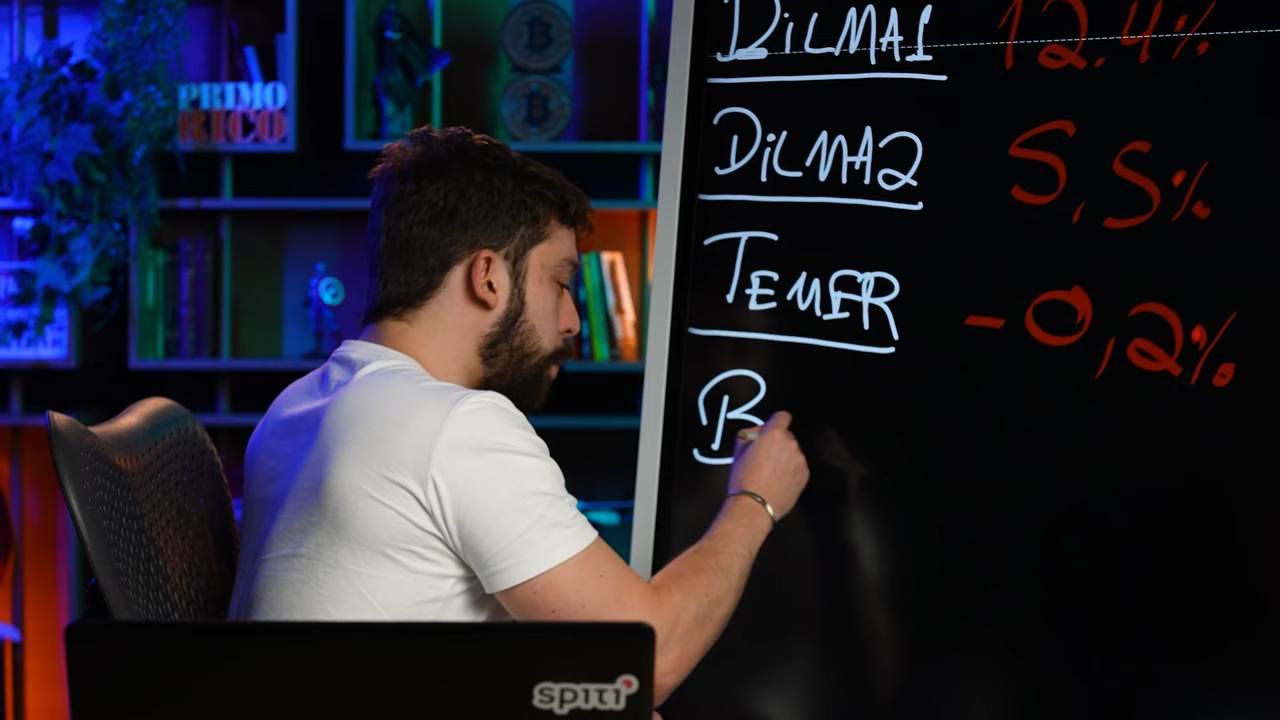 PRIMO
RICO
DiLMA1 12.4%
DiLMA2 5,5%
TEMER -0,2%
B
spiti